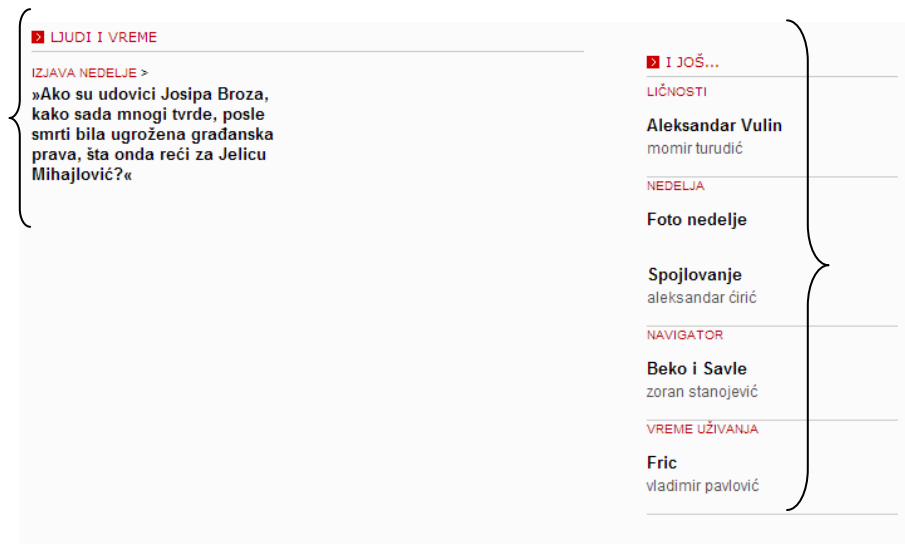 LJUDI I VREME
IZJAVA NEDELJE >
»Ako su udovici Josipa Broza,
kako sada mnogi tvrde, posle
smrti bila ugrožena građanska
prava, šta onda reći za Jelicu
Mihajlović?«
I JOŠ...
LIČNOSTI
Aleksandar Vulin
momir turudić
NEDELJA
Foto nedelje
Spojlovanje
aleksandar ćirić
NAVIGATOR
Beko i Savle
zoran stanojević
VREME UŽIVANJA
Fric
vladimir pavlović